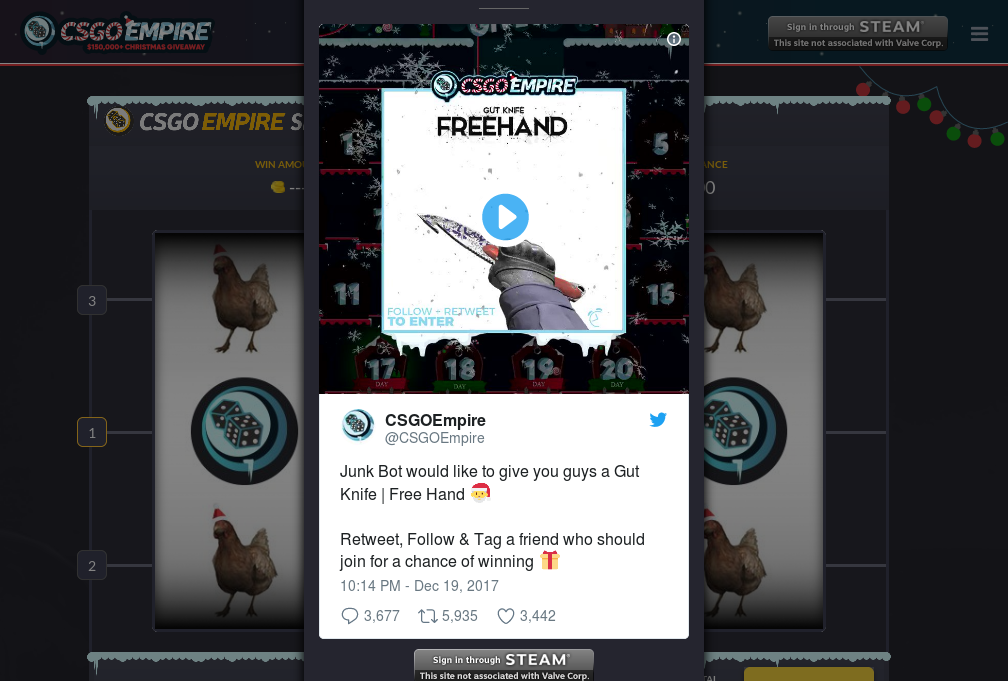 CSGOEMPIRE
$150,000+ CHRISTMAS GIVEAWAY
Sign in through STEAM
This site not associated with Valve Corp.
CSGO EMPIRE S
WIN AMOU
---
ANCE
3
1
2
CSGOEMPIRE
GUT KNIFE
FREEHAND
FOLLOW - RETWEET
TO ENTER
1
5
11
15
17
DAY
18
DAY
19
DAY
20
DAY
CSGOEmpire
@CSGOEmpire
Junk Bot would like to give you guys a Gut
Knife | Free Hand 🎅
Retweet, Follow & Tag a friend who should
join for a chance of winning 🎁
10:14 PM - Dec 19, 2017
3,677 5,935 3,442
Sign in through STEAM
This site not associated with Valve Corp.
TAL